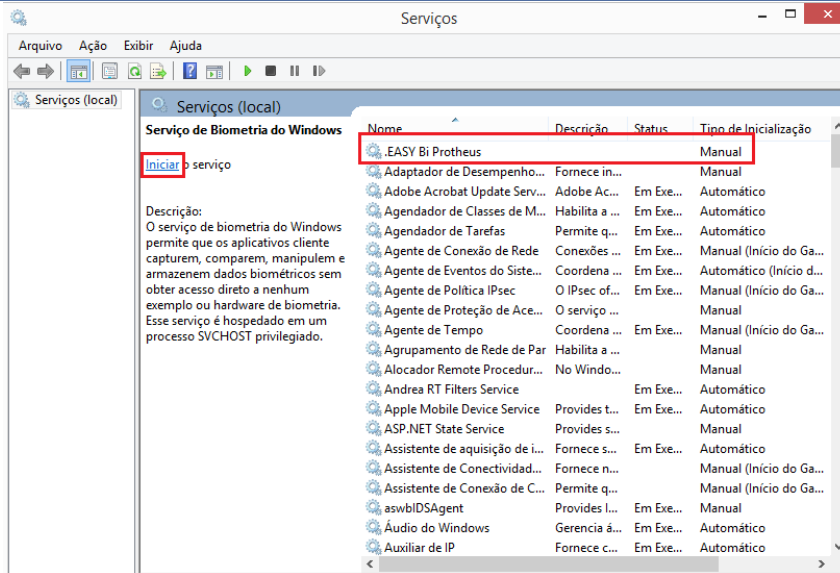 Serviços
Arquivo Ação Exibir Ajuda
Serviços (local)
Serviços (local)
Serviço de Biometria do Windows
Iniciar o serviço
Descrição:
O serviço de biometria do Windows
permite que os aplicativos cliente
capturem, comparem, manipulem e
armazenem dados biométricos sem
obter acesso direto a nenhum
exemplo ou hardware de biometria.
Esse serviço é hospedado em um
processo SVCHOST privilegiado.
Nome Descrição Status Tipo de Inicialização
.EASY Bi Protheus Manual
Adaptador de Desempenho... Fornece in... Manual
Adobe Acrobat Update Serv... Adobe Ac... Em Exe... Automático
Agendador de Classes de M... Habilita a ... Em Exe... Automático
Agendador de Tarefas Permite q... Em Exe... Automático
Agente de Conexão de Rede Conexões ... Em Exe... Manual (Início do Ga...
Agente de Eventos do Siste... Coordena ... Em Exe... Automático (Início d...
Agente de Política IPsec O IPsec of... Em Exe... Manual (Início do Ga...
Agente de Proteção de Ace... O serviço ... Manual
Agente de Tempo Coordena ... Em Exe... Manual (Início do Ga...
Agrupamento de Rede de Par Habilita a ... Manual
Alocador Remote Procedur... No Windo... Manual
Andrea RT Filters Service Em Exe... Automático
Apple Mobile Device Service Provides t... Em Exe... Automático
ASP.NET State Service Provides s... Manual
Assistente de aquisição de i... Fornece s... Em Exe... Automático
Assistente de Conectividad... Fornece n... Manual (Início do Ga...
Assistente de Conexão de C... Permite q... Manual (Início do Ga...
aswbIDSAgent Provides I... Em Exe... Manual
Áudio do Windows Gerencia á... Em Exe... Automático
Auxiliar de IP Fornece c... Em Exe... Automático